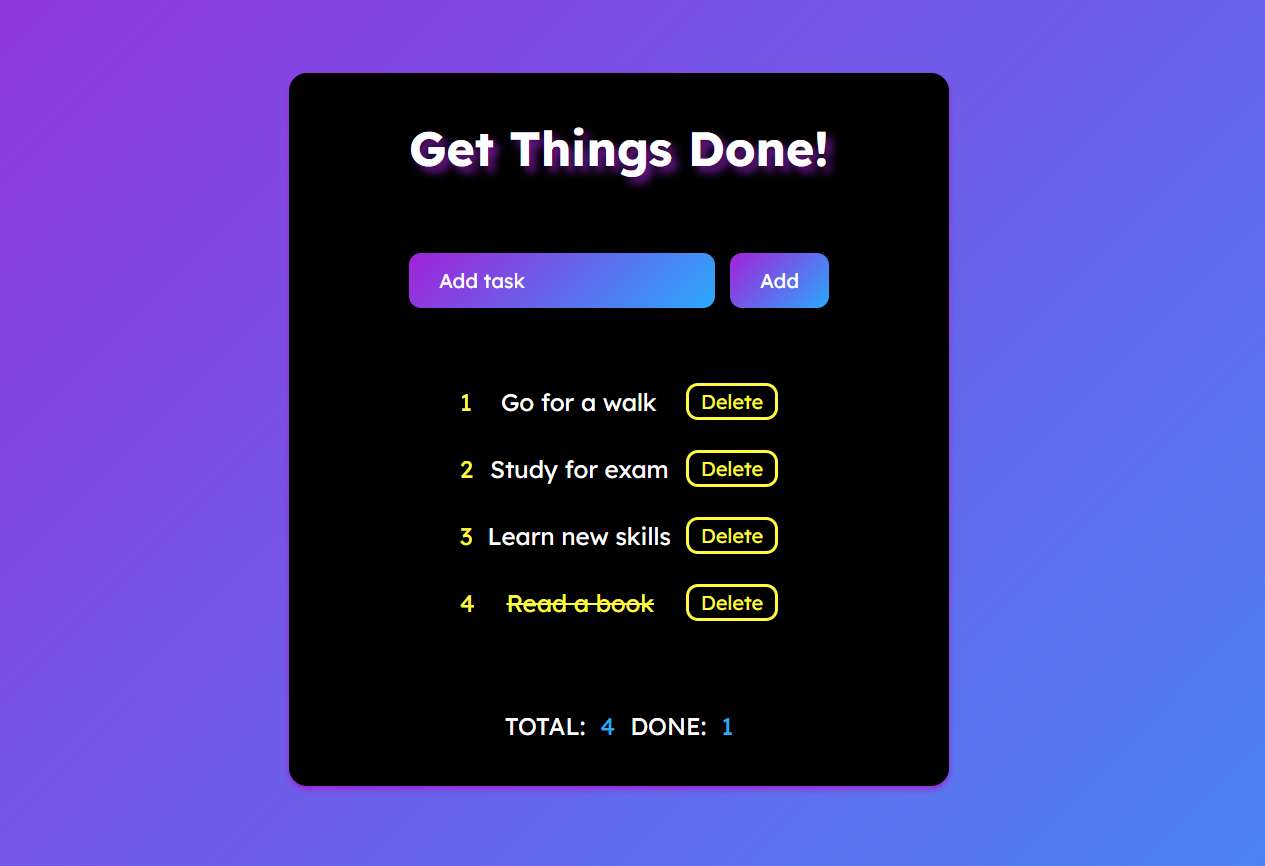 Get Things Done!
Add task Add
1 Go for a walk Delete
2 Study for exam Delete
3 Learn new skills Delete
4 Read a book Delete
TOTAL: 4 DONE: 1